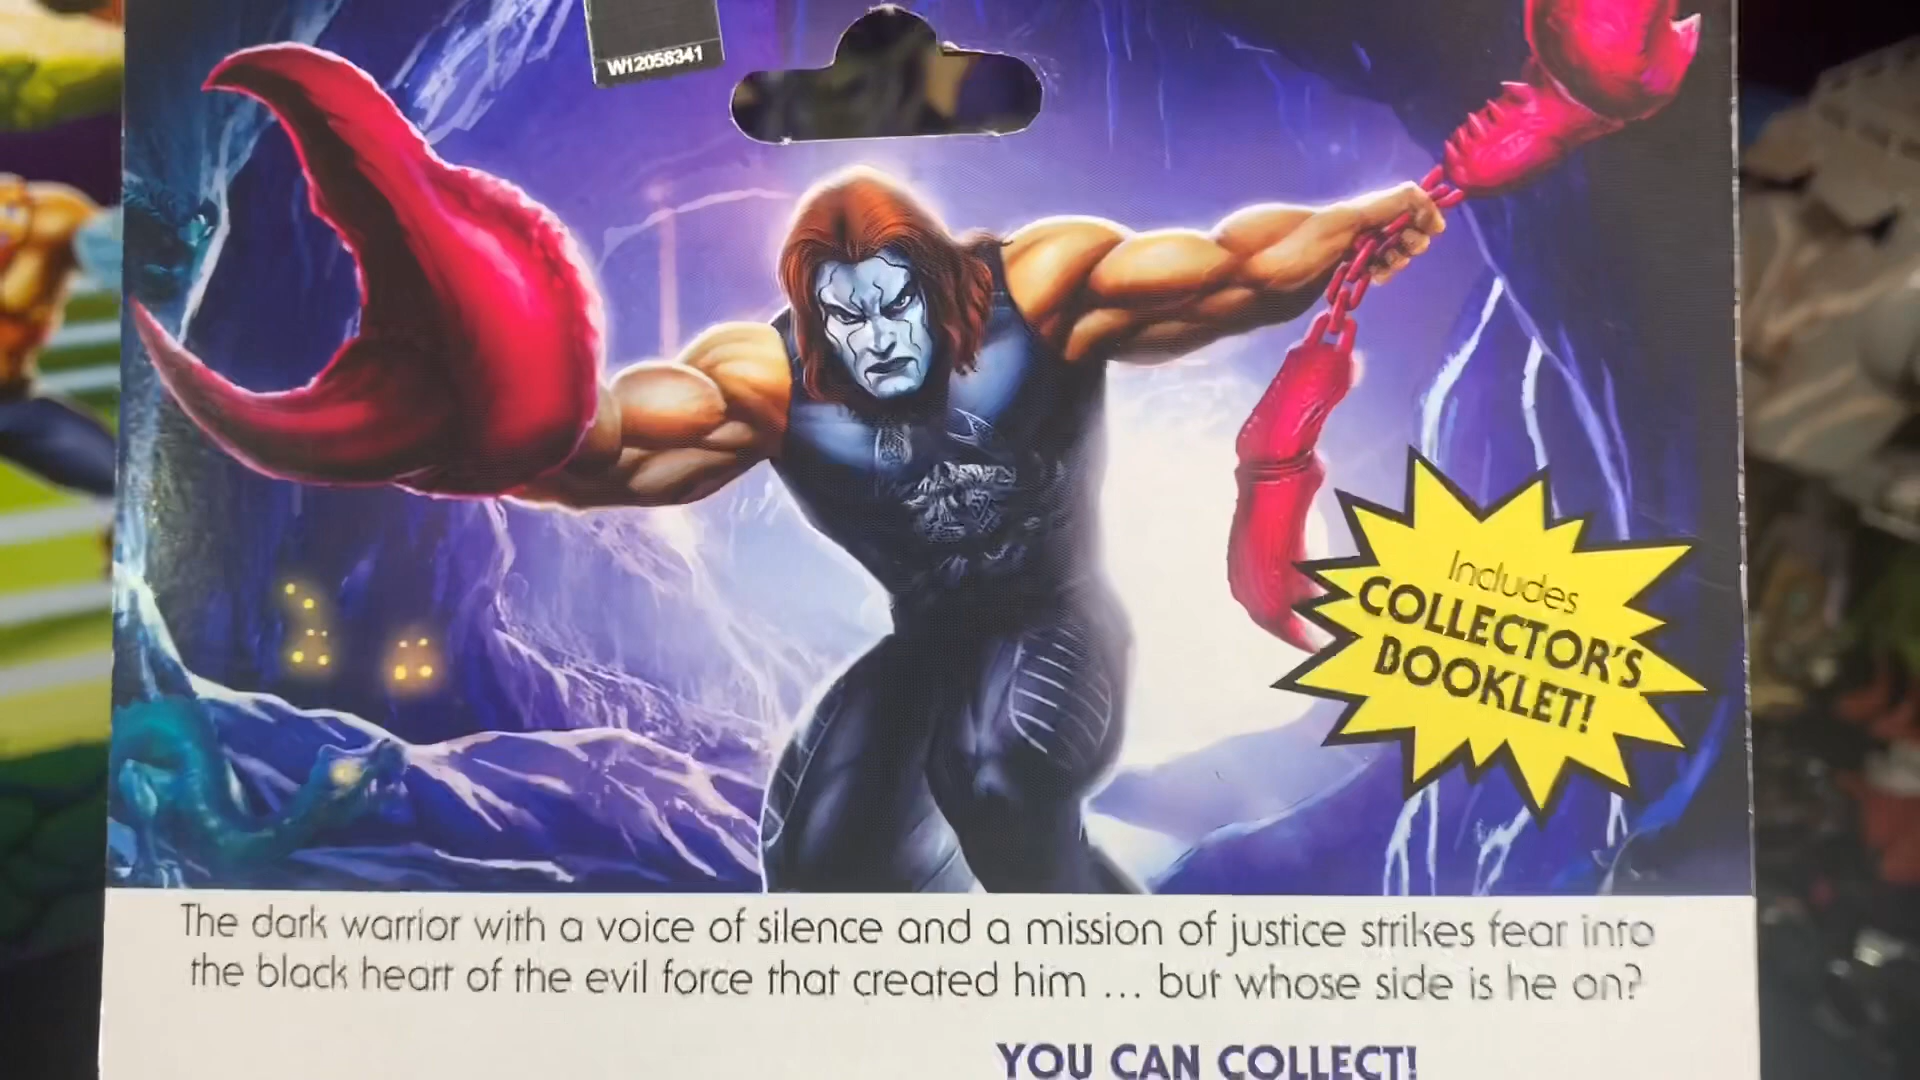 W12056341
Includes
COLLECTOR'S
BOOKLET!
The dark warrior with a voice of silence and a mission of justice strikes fear into
the black heart of the evil force that created him ... but whose side is he on?
YOU CAN COLLECT!